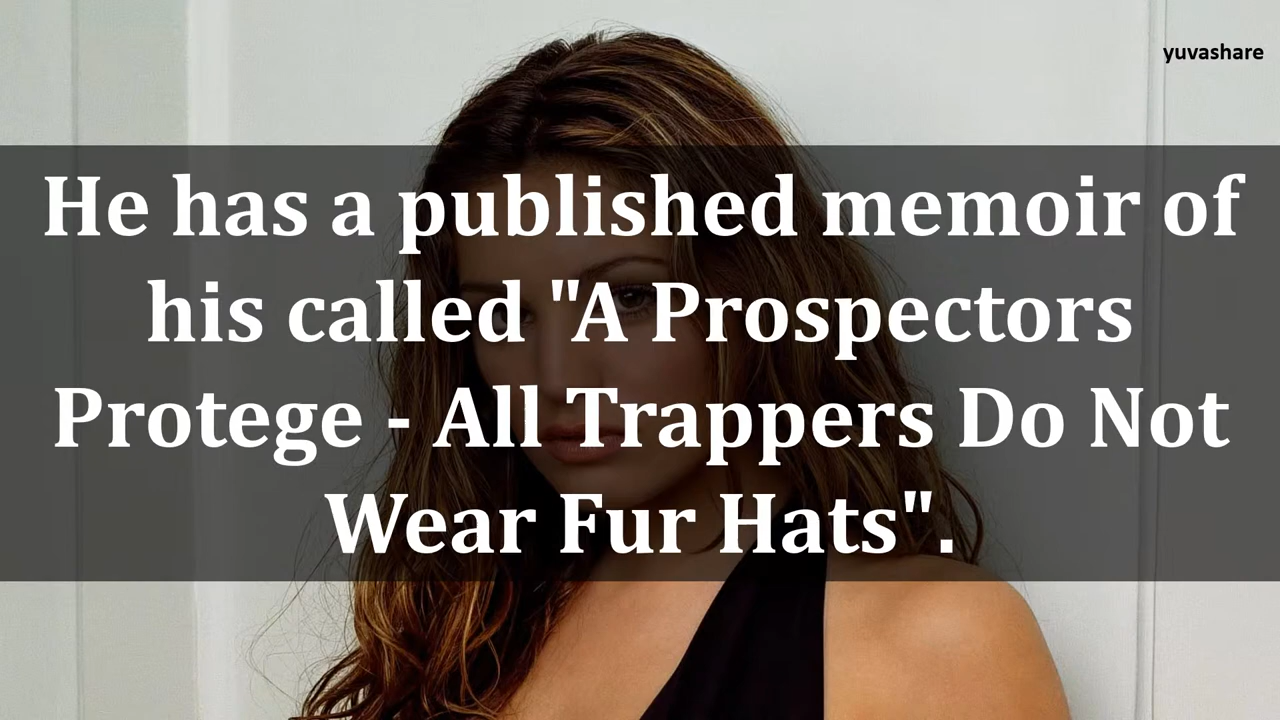 yuvashare
He has a published memoir of
his called "A Prospectors
Protege - All Trappers Do Not
Wear Fur Hats".